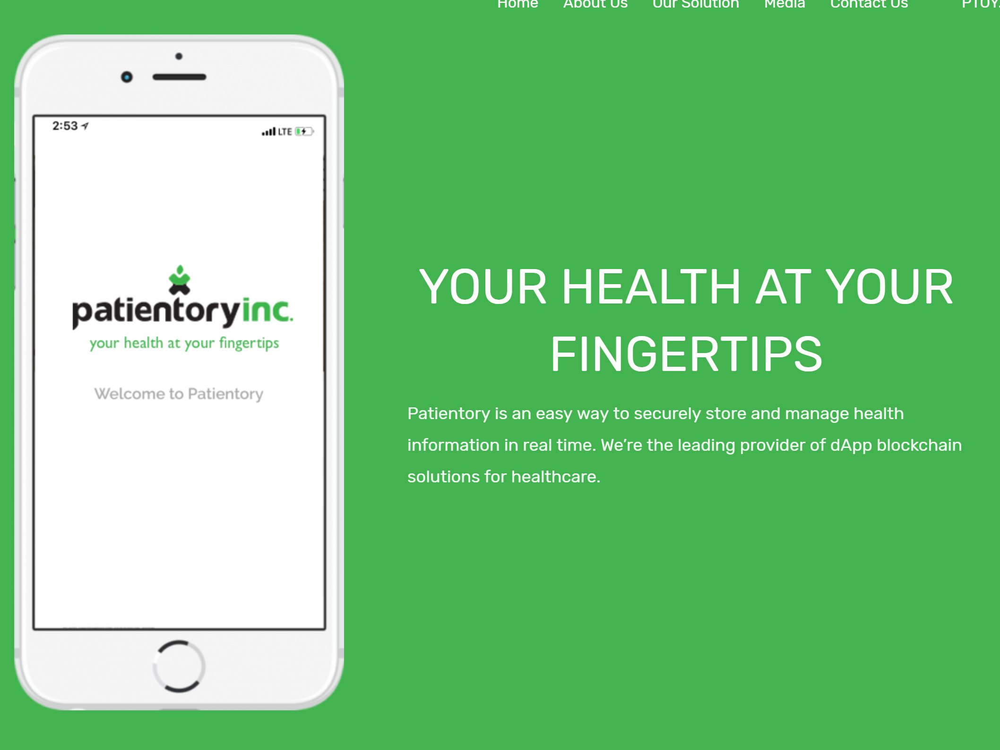 Home About Us Our Solution Media Contact Us PTOY
2:53
LTE
patientoryinc.
your health at your fingertips
Welcome to Patientory
YOUR HEALTH AT YOUR
FINGERTIPS
Patientory is an easy way to securely store and manage health
information in real time. We’re the leading provider of dApp blockchain
solutions for healthcare.